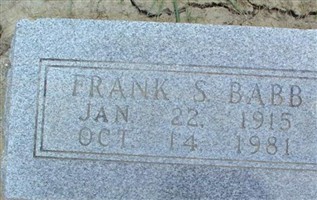 FRANK S. BABB
JAN. 22, 1915
OCT. 14 1981